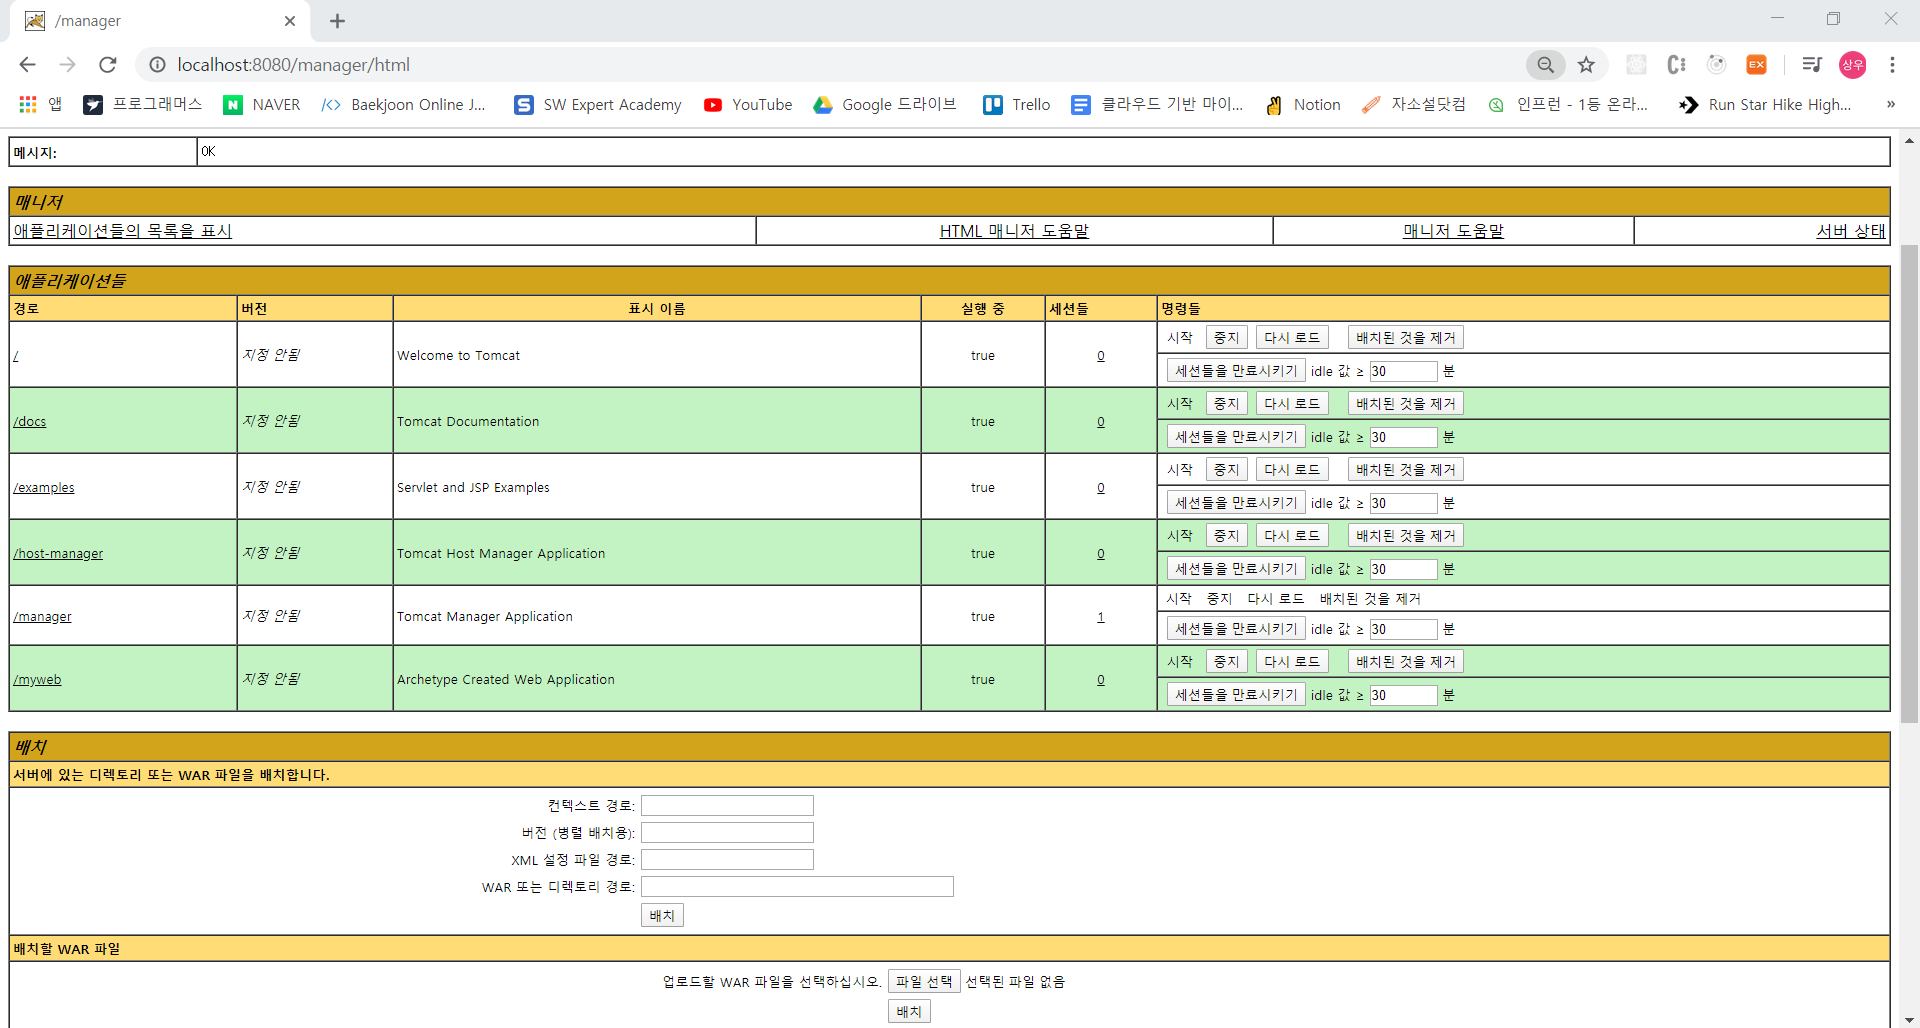 /manager
localhost:8080/manager/html
EX
상우
앱 프로그래머스 NAVER Baekjoon Online J... SW Expert Academy YouTube Google 드라이브 Trello 클라우드 기반 마이... Notion 자소설닷컴 인프런 - 1등 온라... Run Star Hike High... »
메시지: OK
매니저
애플리케이션들의 목록을 표시 HTML 매니저 도움말 매니저 도움말 서버 상태
애플리케이션들
경로 버전 표시 이름 실행 중 세션들 명령들
/ 지정 안됨 Welcome to Tomcat true 0 시작 중지 다시 로드 배치된 것을 제거
세션들을 만료시키기 idle 값 ≥ 30 분
/docs 지정 안됨 Tomcat Documentation true 0 시작 중지 다시 로드 배치된 것을 제거
세션들을 만료시키기 idle 값 ≥ 30 분
/examples 지정 안됨 Servlet and JSP Examples true 0 시작 중지 다시 로드 배치된 것을 제거
세션들을 만료시키기 idle 값 ≥ 30 분
/host-manager 지정 안됨 Tomcat Host Manager Application true 0 시작 중지 다시 로드 배치된 것을 제거
세션들을 만료시키기 idle 값 ≥ 30 분
/manager 지정 안됨 Tomcat Manager Application true 1 시작 중지 다시 로드 배치된 것을 제거
세션들을 만료시키기 idle 값 ≥ 30 분
/myweb 지정 안됨 Archetype Created Web Application true 0 시작 중지 다시 로드 배치된 것을 제거
세션들을 만료시키기 idle 값 ≥ 30 분
배치
서버에 있는 디렉토리 또는 WAR 파일을 배치합니다.
컨텍스트 경로:
버전 (병렬 배치용):
XML 설정 파일 경로:
WAR 또는 디렉토리 경로:
배치
배치할 WAR 파일
업로드할 WAR 파일을 선택하십시오. 파일 선택 선택된 파일 없음
배치